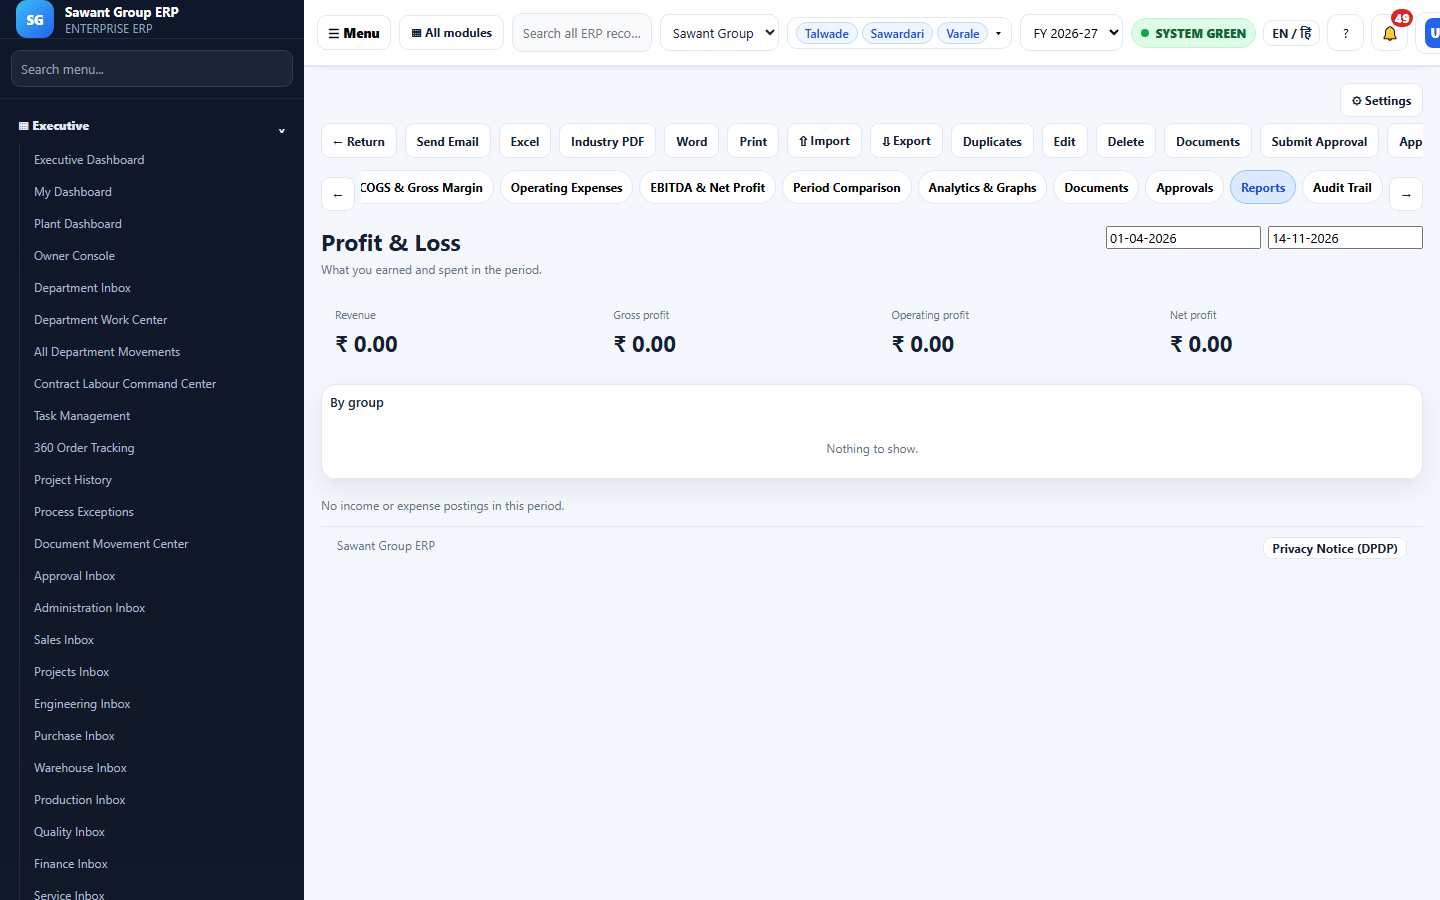 SG
Sawant Group ERP
ENTERPRISE ERP
Search menu...
Executive
Executive Dashboard
My Dashboard
Plant Dashboard
Owner Console
Department Inbox
Department Work Center
All Department Movements
Contract Labour Command Center
Task Management
360 Order Tracking
Project History
Process Exceptions
Document Movement Center
Approval Inbox
Administration Inbox
Sales Inbox
Projects Inbox
Engineering Inbox
Purchase Inbox
Warehouse Inbox
Production Inbox
Quality Inbox
Finance Inbox
Service Inbox
☰ Menu
All modules
Search all ERP reco...
Sawant Group
Talwade Sawardari Varale
FY 2026-27
SYSTEM GREEN
EN / हिं
?
49
U
⚙ Settings
← Return
Send Email
Excel
Industry PDF
Word
Print
⇧ Import
⇩ Export
Duplicates
Edit
Delete
Documents
Submit Approval
App
←
COGS & Gross Margin
Operating Expenses
EBITDA & Net Profit
Period Comparison
Analytics & Graphs
Documents
Approvals
Reports
Audit Trail
→
Profit & Loss
01-04-2026
14-11-2026
What you earned and spent in the period.
Revenue
₹ 0.00
Gross profit
₹ 0.00
Operating profit
₹ 0.00
Net profit
₹ 0.00
By group
Nothing to show.
No income or expense postings in this period.
Sawant Group ERP
Privacy Notice (DPDP)